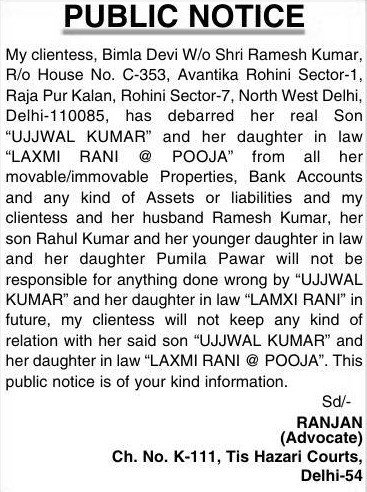 PUBLIC NOTICE
My clientess, Bimla Devi W/o Shri Ramesh Kumar,
R/o House No. C-353, Avantika Rohini Sector-1,
Raja Pur Kalan, Rohini Sector-7, North West Delhi,
Delhi-110085, has debarred her real Son
“UJJWAL KUMAR” and her daughter in law
“LAXMI RANI @ POOJA” from all her
movable/immovable Properties, Bank Accounts
and any kind of Assets or liabilities and my
clientess and her husband Ramesh Kumar, her
son Rahul Kumar and her younger daughter in law
and her daughter Pumila Pawar will not be
responsible for anything done wrong by “UJJWAL
KUMAR” and her daughter in law “LAMXI RANI” in
future, my clientess will not keep any kind of
relation with her said son “UJJWAL KUMAR” and
her daughter in law “LAXMI RANI @ POOJA”. This
public notice is of your kind information.
Sd/-
RANJAN
(Advocate)
Ch. No. K-111, Tis Hazari Courts,
Delhi-54